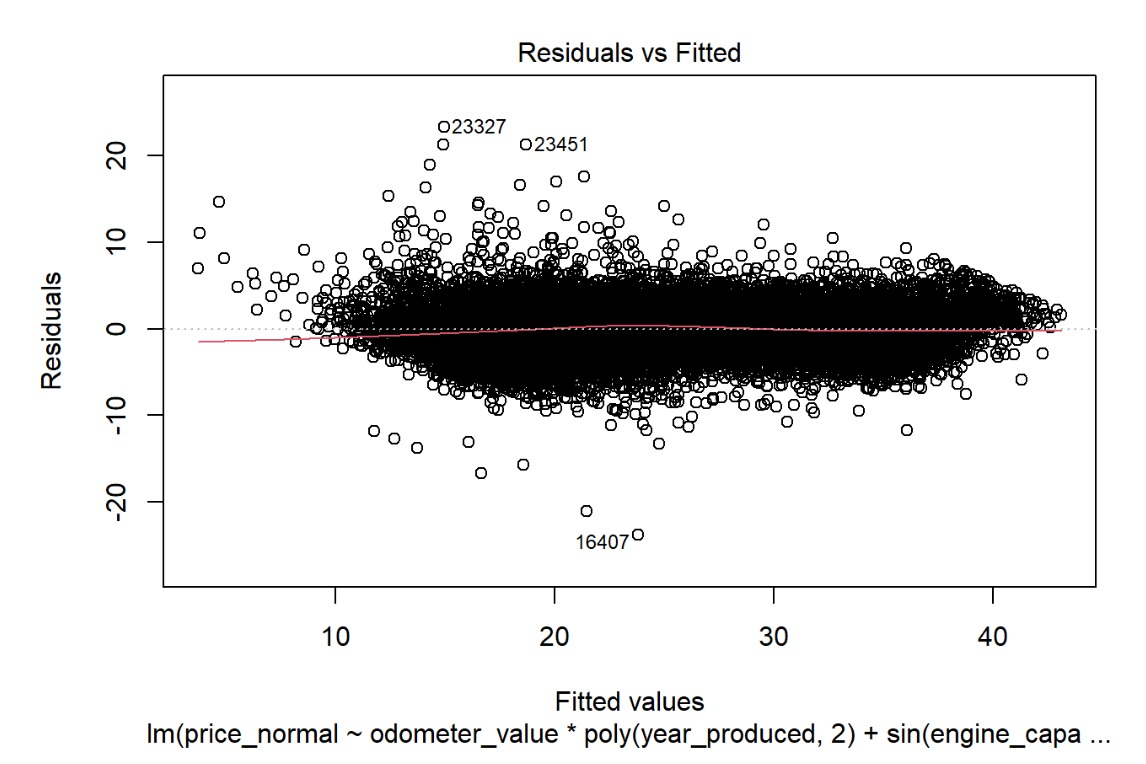 Residuals vs Fitted
23327
23451
16407
20
10
0
-10
-20
Residuals
10 20 30 40
Fitted values
lm(price_normal ~ odometer_value * poly(year_produced, 2) + sin(engine_capa ...